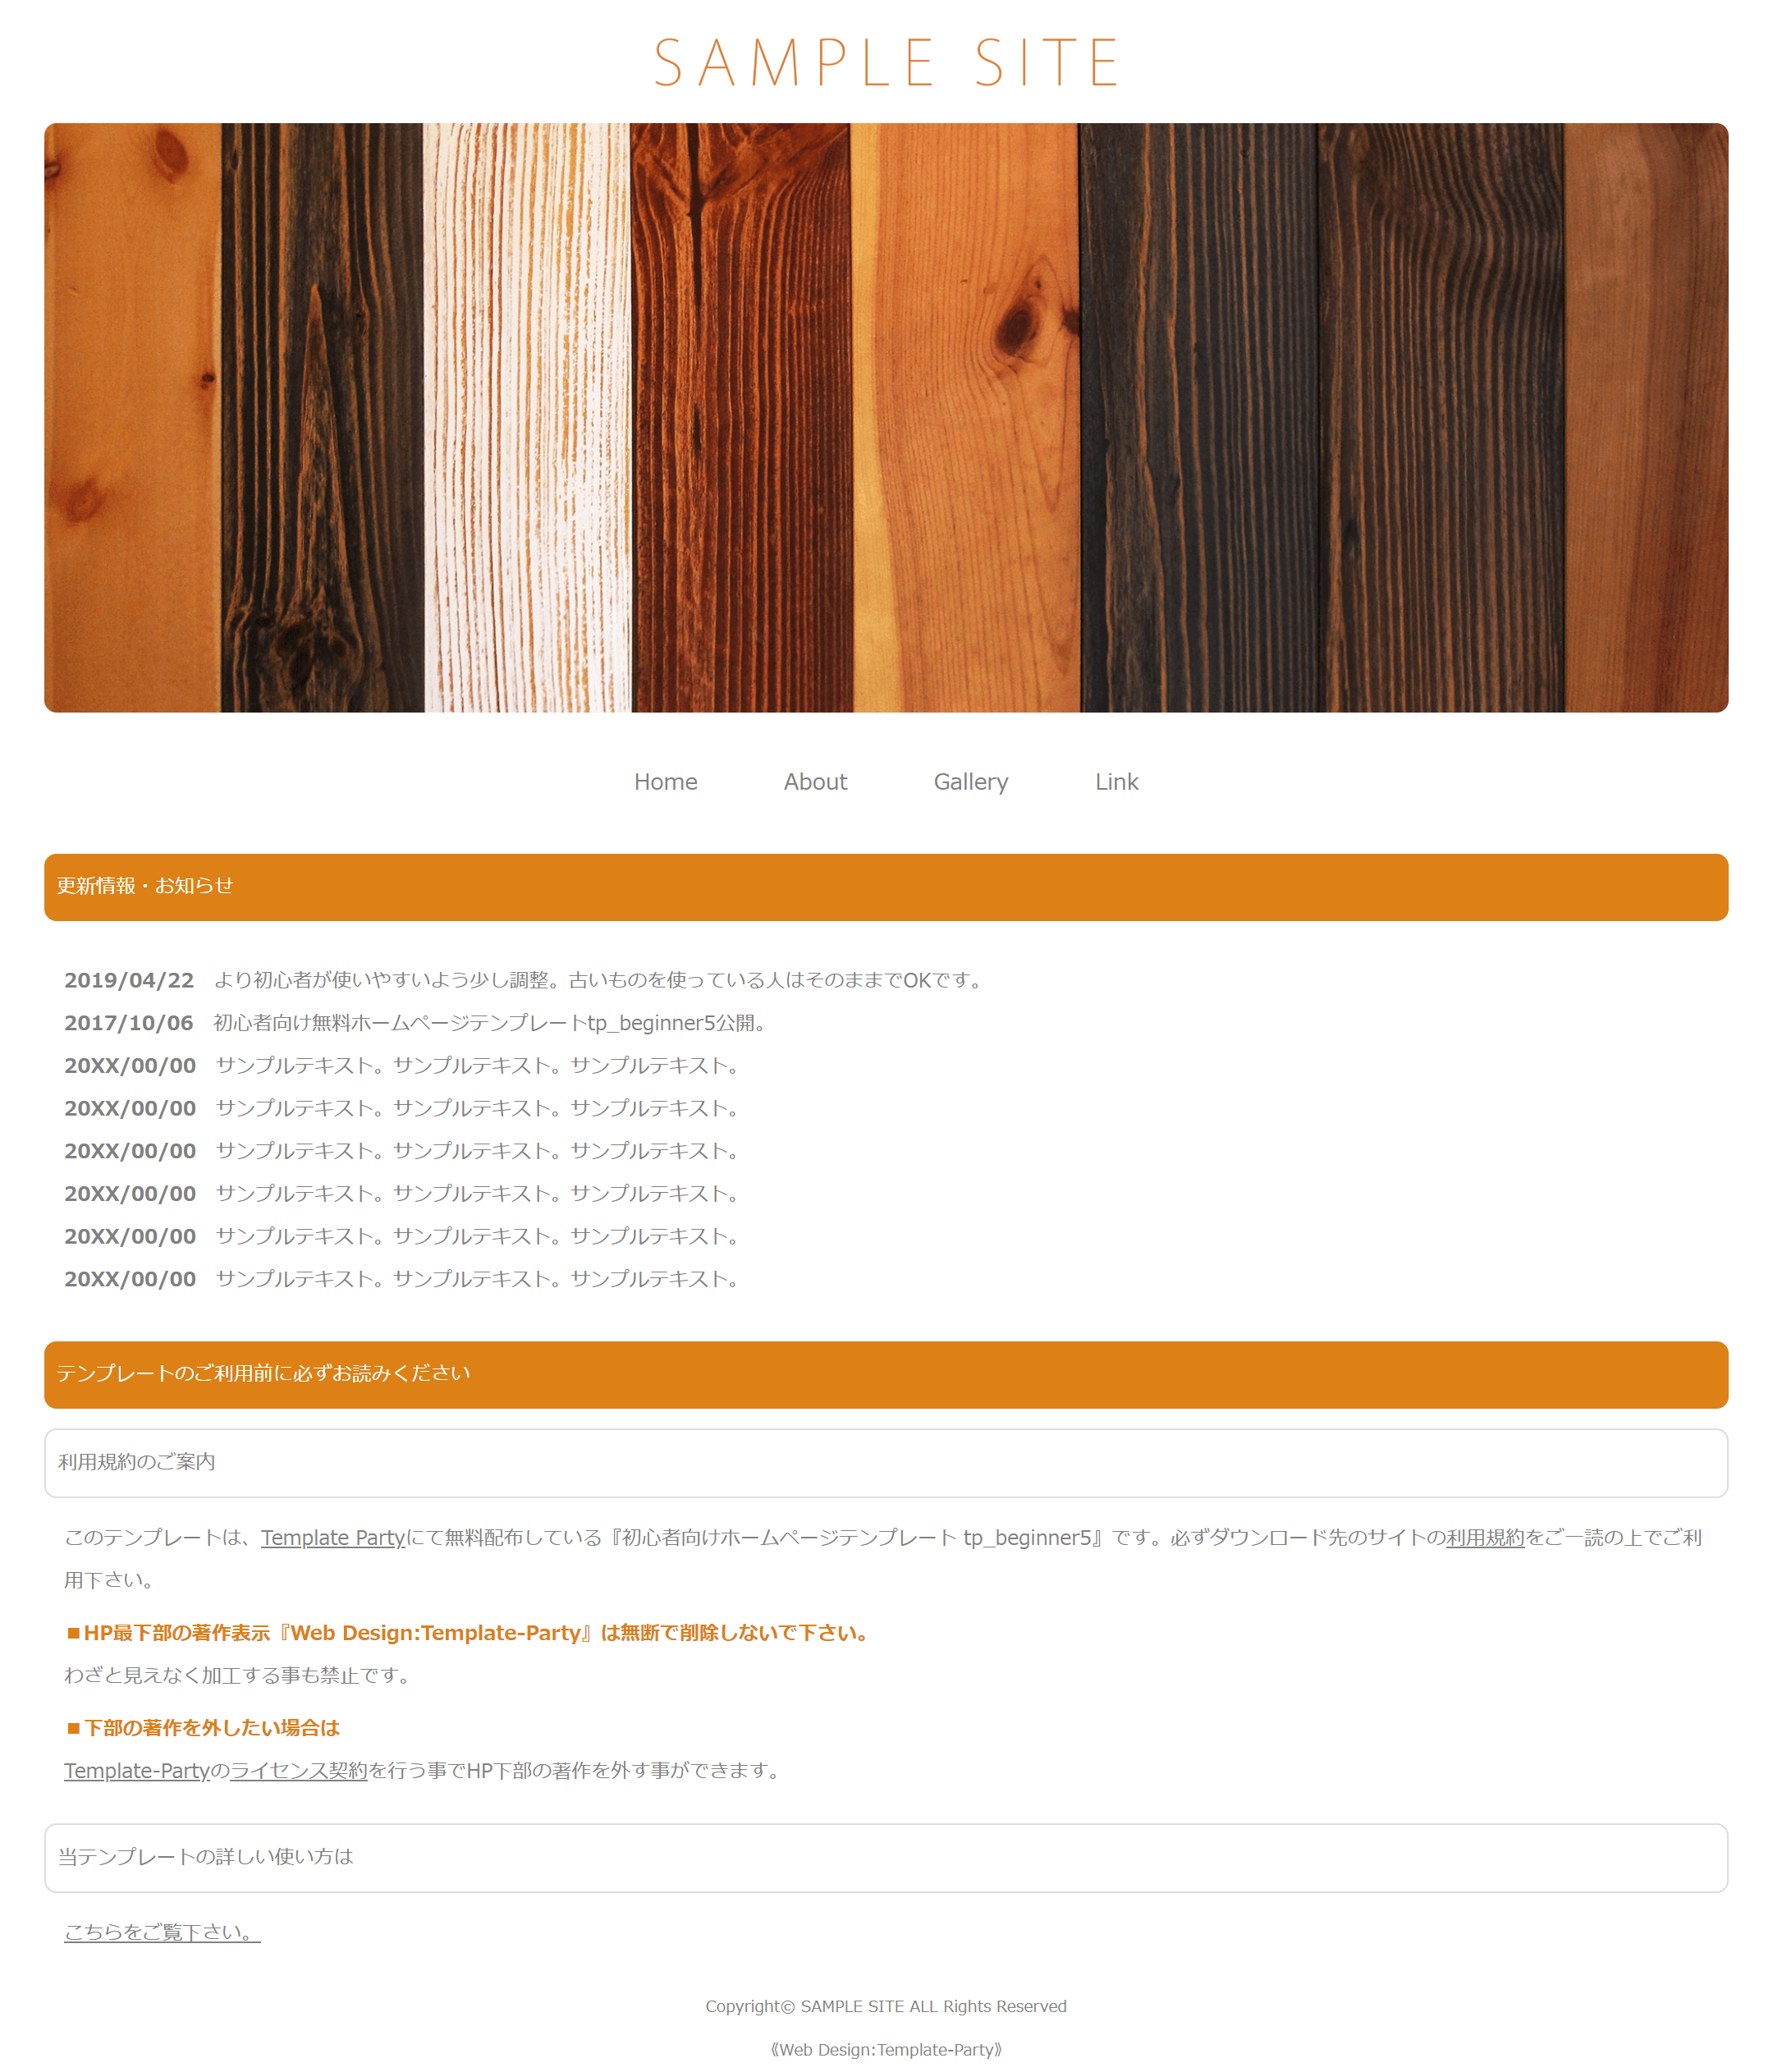 SAMPLE SITE
Home About Gallery Link
更新情報・お知らせ
2019/04/22 より初心者が使いやすいよう少し調整。古いものを使っている人はそのままでOKです。
2017/10/06 初心者向け無料ホームページテンプレートtp_beginner5公開。
20XX/00/00 サンプルテキスト。サンプルテキスト。サンプルテキスト。
20XX/00/00 サンプルテキスト。サンプルテキスト。サンプルテキスト。
20XX/00/00 サンプルテキスト。サンプルテキスト。サンプルテキスト。
20XX/00/00 サンプルテキスト。サンプルテキスト。サンプルテキスト。
20XX/00/00 サンプルテキスト。サンプルテキスト。サンプルテキスト。
20XX/00/00 サンプルテキスト。サンプルテキスト。サンプルテキスト。
テンプレートのご利用前に必ずお読みください
利用規約のご案内
このテンプレートは、Template Partyにて無料配布している『初心者向けホームページテンプレート tp_beginner5』です。必ずダウンロード先のサイトの利用規約をご一読の上でご利
用下さい。
■HP最下部の著作表示『Web Design:Template-Party』は無断で削除しないで下さい。
わざと見えなく加工する事も禁止です。
■下部の著作を外したい場合は
Template-Partyのライセンス契約を行う事でHP下部の著作を外す事ができます。
当テンプレートの詳しい使い方は
こちらをご覧下さい。
Copyright© SAMPLE SITE ALL Rights Reserved
《Web Design:Template-Party》